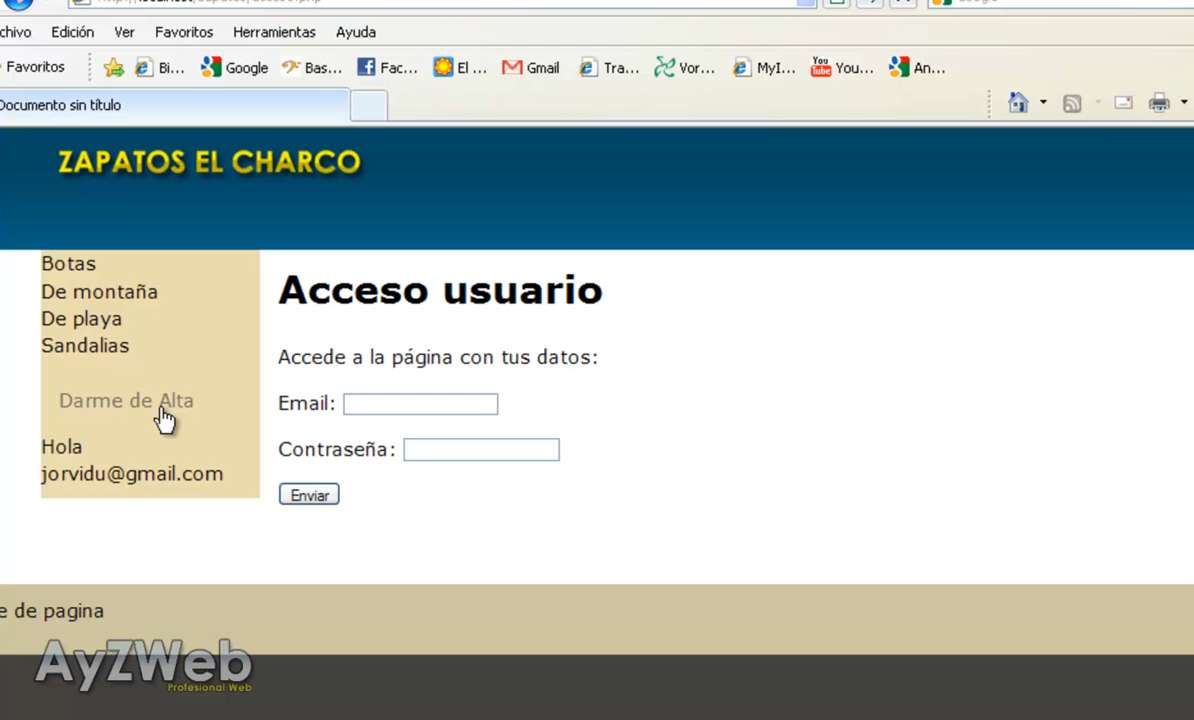 chivo Edición Ver Favoritos Herramientas Ayuda
Favoritos Bi... Google Bas... Fac... El ... Gmail Tra... Vor... MyI... You... An...
Documento sin título
ZAPATOS EL CHARCO
Botas
De montaña
De playa
Sandalias
Darme de Alta
Hola
jorvidu@gmail.com
Acceso usuario
Accede a la página con tus datos:
Email:
Contraseña:
Enviar
e de pagina
AyZWeb
Profesional Web